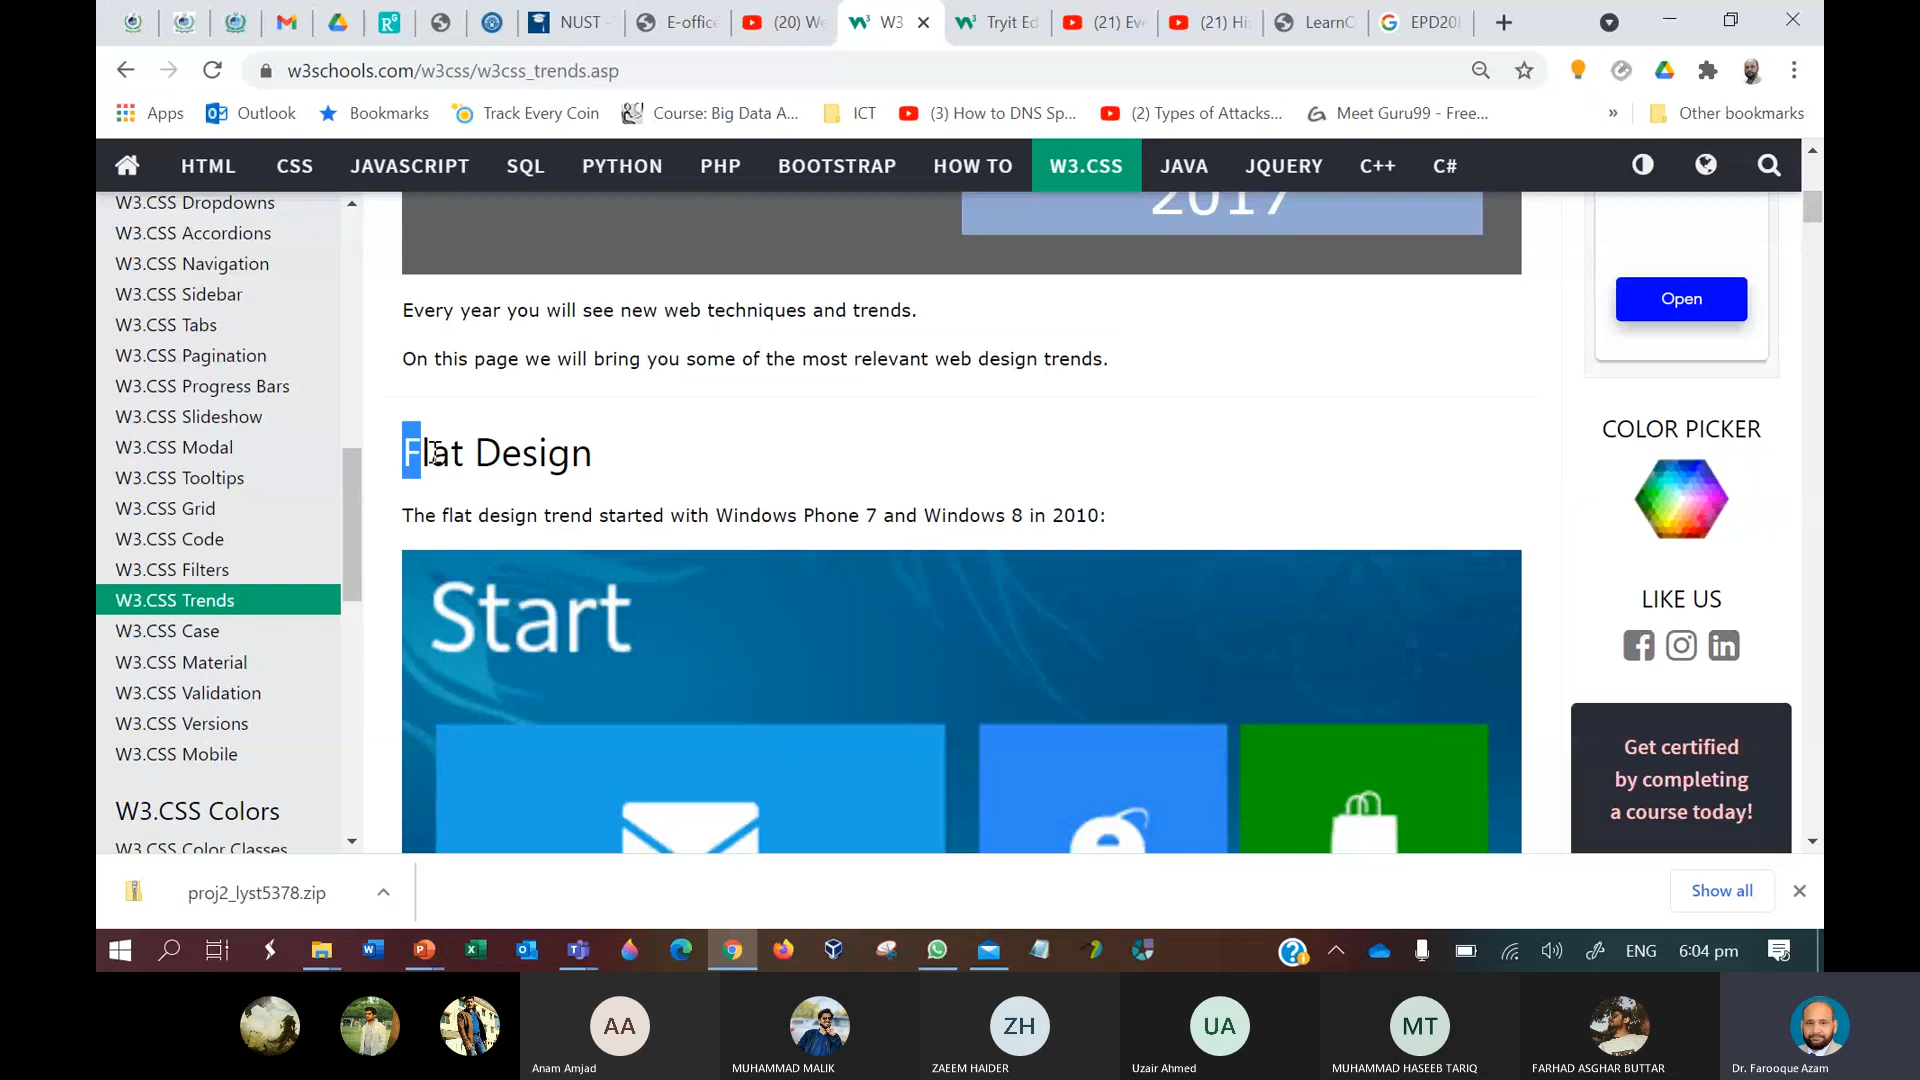 NUST -
E-office
(20) We
W3
Tryit Ed
(21) Eve
(21) His
LearnC
EPD20
w3schools.com/w3css/w3css_trends.asp
Apps
Outlook
Bookmarks
Track Every Coin
Course: Big Data A...
ICT
(3) How to DNS Sp...
(2) Types of Attacks...
Meet Guru99 - Free...
»
Other bookmarks
HTML
CSS
JAVASCRIPT
SQL
PYTHON
PHP
BOOTSTRAP
HOW TO
W3.CSS
JAVA
JQUERY
C++
C#
W3.CSS Dropdowns
W3.CSS Accordions
W3.CSS Navigation
W3.CSS Sidebar
W3.CSS Tabs
W3.CSS Pagination
W3.CSS Progress Bars
W3.CSS Slideshow
W3.CSS Modal
W3.CSS Tooltips
W3.CSS Grid
W3.CSS Code
W3.CSS Filters
W3.CSS Trends
W3.CSS Case
W3.CSS Material
W3.CSS Validation
W3.CSS Versions
W3.CSS Mobile
W3.CSS Colors
W3.CSS Color Classes
2017
Every year you will see new web techniques and trends.
On this page we will bring you some of the most relevant web design trends.
Flat Design
The flat design trend started with Windows Phone 7 and Windows 8 in 2010:
Start
Open
COLOR PICKER
LIKE US
Get certified
by completing
a course today!
proj2_lyst5378.zip
Show all
ENG
6:04 pm
AA
Anam Amjad
MUHAMMAD MALIK
ZH
ZAEEM HAIDER
UA
Uzair Ahmed
MT
MUHAMMAD HASEEB TARIQ
FARHAD ASGHAR BUTTAR
Dr. Farooque Azam